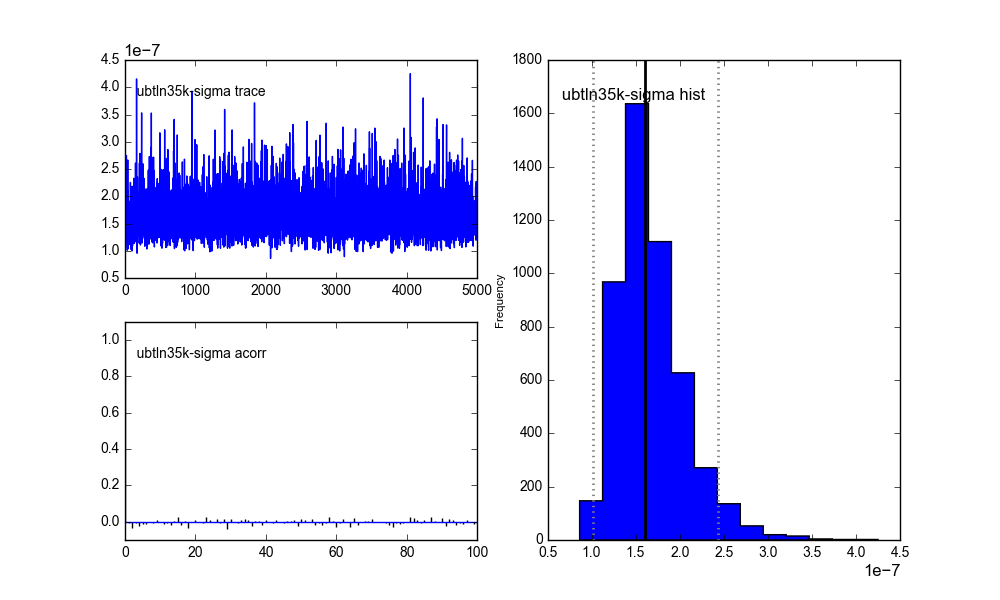 1e−7
4.5
4.0
3.5
3.0
2.5
2.0
1.5
1.0
0.5
ubtln35k-sigma trace
0 1000 2000 3000 4000 5000
1.0
0.8
0.6
0.4
0.2
0.0
ubtln35k-sigma acorr
0 20 40 60 80 100
Frequency
1800
1600
1400
1200
1000
800
600
400
200
0
ubtln35k-sigma hist
0.5 1.0 1.5 2.0 2.5 3.0 3.5 4.0 4.5
1e−7